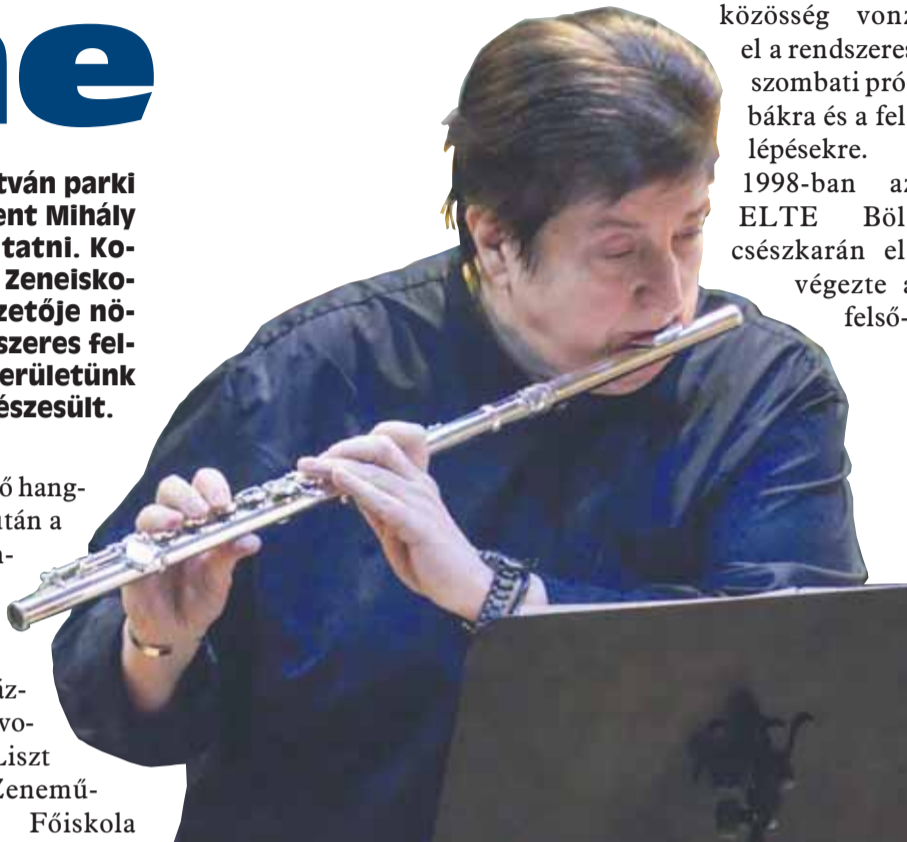 ne
tván parki
ent Mihály
tatni. Ko-
Zeneisko-
zetője nö-
szeres fel-
erületünk
észesült.
ő hang-
után a
n-
áz-
vo-
Liszt
Zenemű-
Főiskola
közösség vonz
el a rendszeres
szombati pró-
bákra és a fel-
lépésekre.
1998-ban az
ELTE Böl-
csészkarán el-
végezte a
felső-